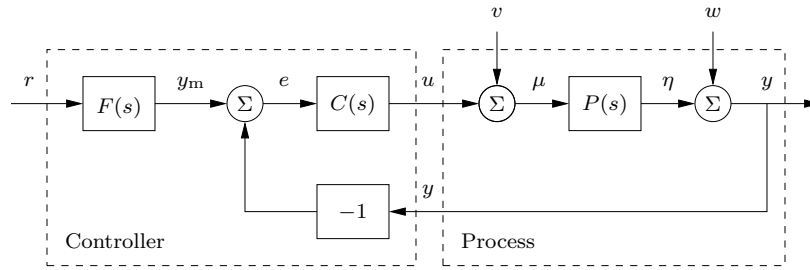 v w
r y_m e u μ η y
F(s) Σ C(s) Σ P(s) Σ
y
−1
Controller Process